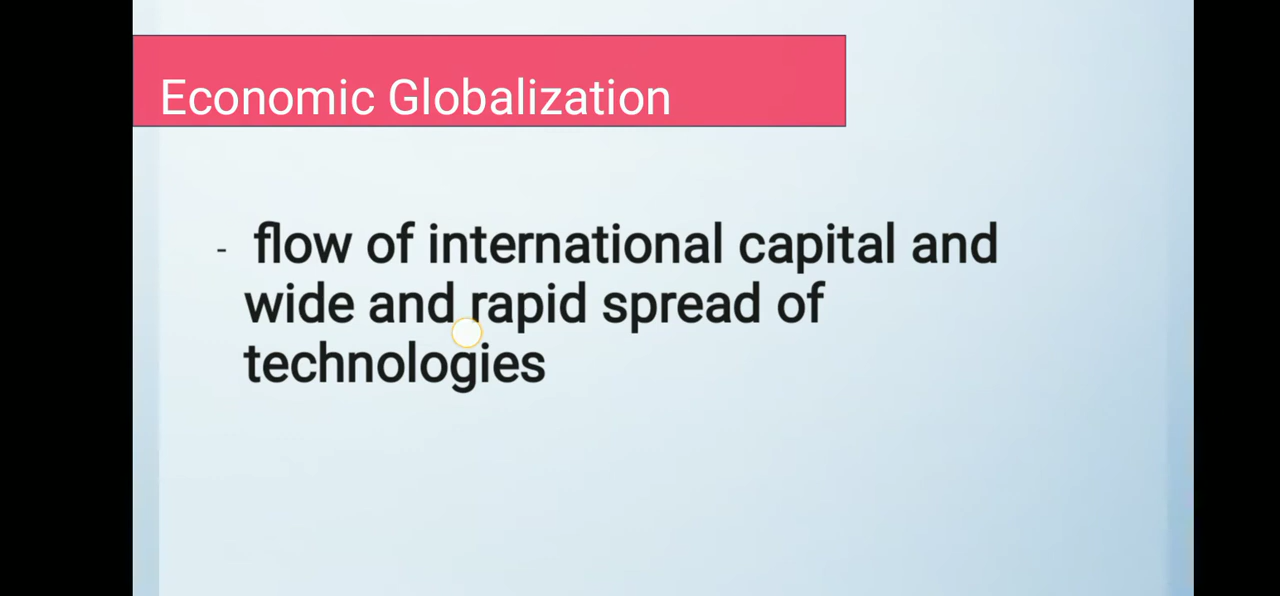 Economic Globalization
- flow of international capital and
wide and rapid spread of
technologies